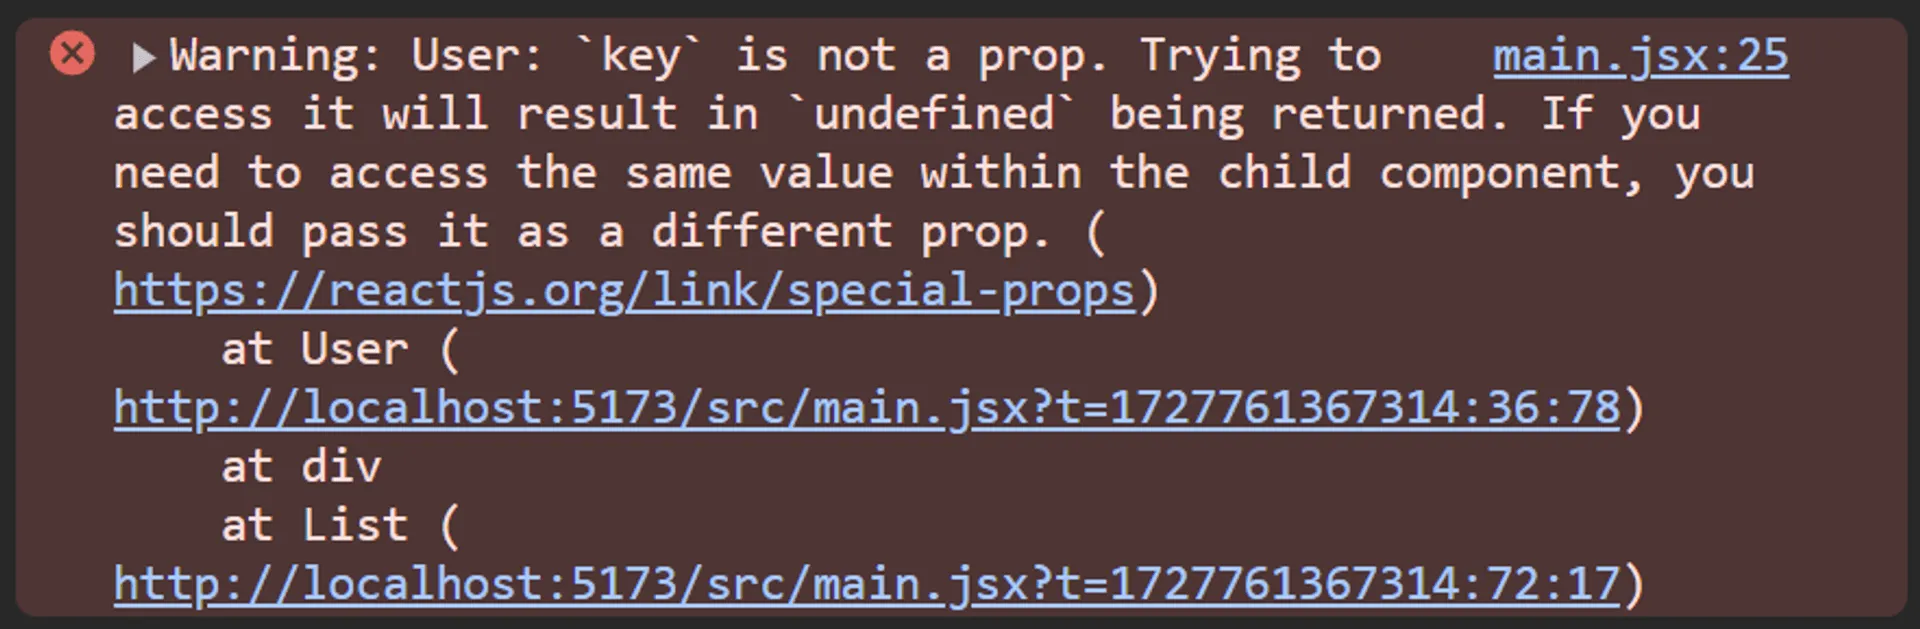 Warning: User: `key` is not a prop. Trying to main.jsx:25
access it will result in `undefined` being returned. If you
need to access the same value within the child component, you
should pass it as a different prop. (
https://reactjs.org/link/special-props)
at User (
http://localhost:5173/src/main.jsx?t=1727761367314:36:78)
at div
at List (
http://localhost:5173/src/main.jsx?t=1727761367314:72:17)